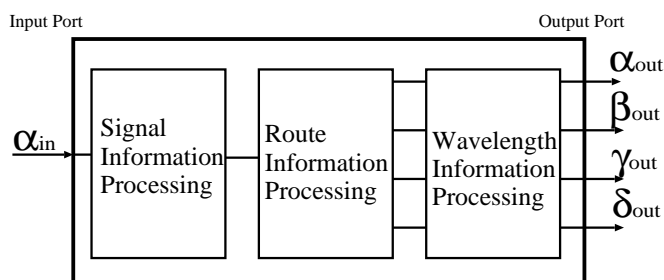 Input Port
Output Port
αin
Signal
Information
Processing
Route
Information
Processing
Wavelength
Information
Processing
αout
βout
γout
δout